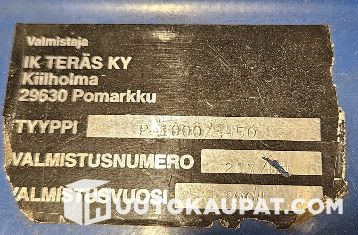 Valmistaja
IK TERÄS KY
Kiilholma
29630 Pomarkku
TYYPPI
VALMISTUSNUMERO
VALMISTUSVUOSI
HUUTOKAUPAT.COM